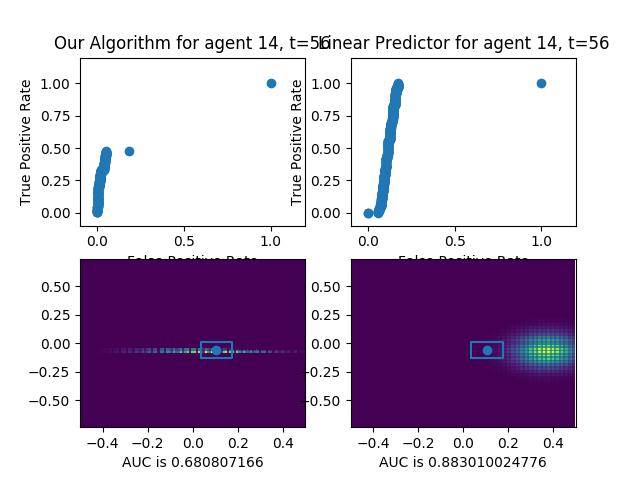 Our Algorithm for agent 14, t=56
Linear Predictor for agent 14, t=56
True Positive Rate
1.00
0.75
0.50
0.25
0.00
0.0 0.5 1.0
False Positive Rate
True Positive Rate
1.00
0.75
0.50
0.25
0.00
0.0 0.5 1.0
False Positive Rate
0.50
0.25
0.00
−0.25
−0.50
−0.4 −0.2 0.0 0.2 0.4
AUC is 0.680807166
0.50
0.25
0.00
−0.25
−0.50
−0.4 −0.2 0.0 0.2 0.4
AUC is 0.883010024776